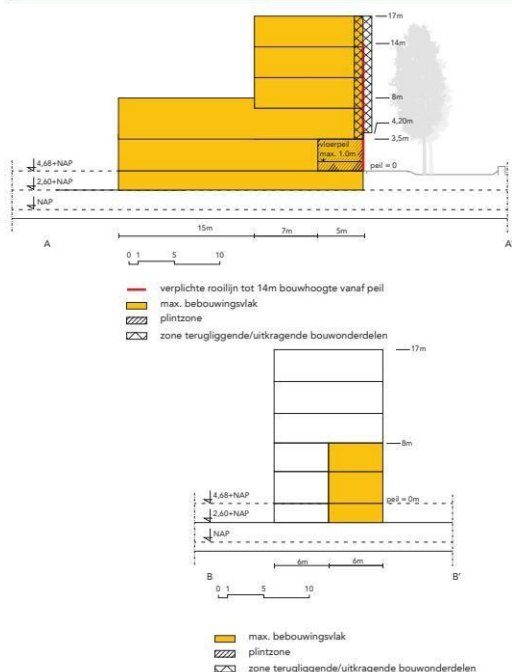 17m
14m
8m
4,20m
3,5m
vloerpeil
max. 1.0m
peil = 0
4,68+NAP
2,60+NAP
NAP
15m 7m 5m
A A'
0 1 5 10
verplichte rooilijn tot 14m bouwhoogte vanaf peil
max. bebouwingsvlak
plintzone
zone terugliggende/uitkragende bouwonderdelen
17m
8m
4,68+NAP
peil = 0m
2,60+NAP
NAP
6m 6m
B B'
0 1 5 10
max. bebouwingsvlak
plintzone
zone terugliggende/uitkragende bouwonderdelen